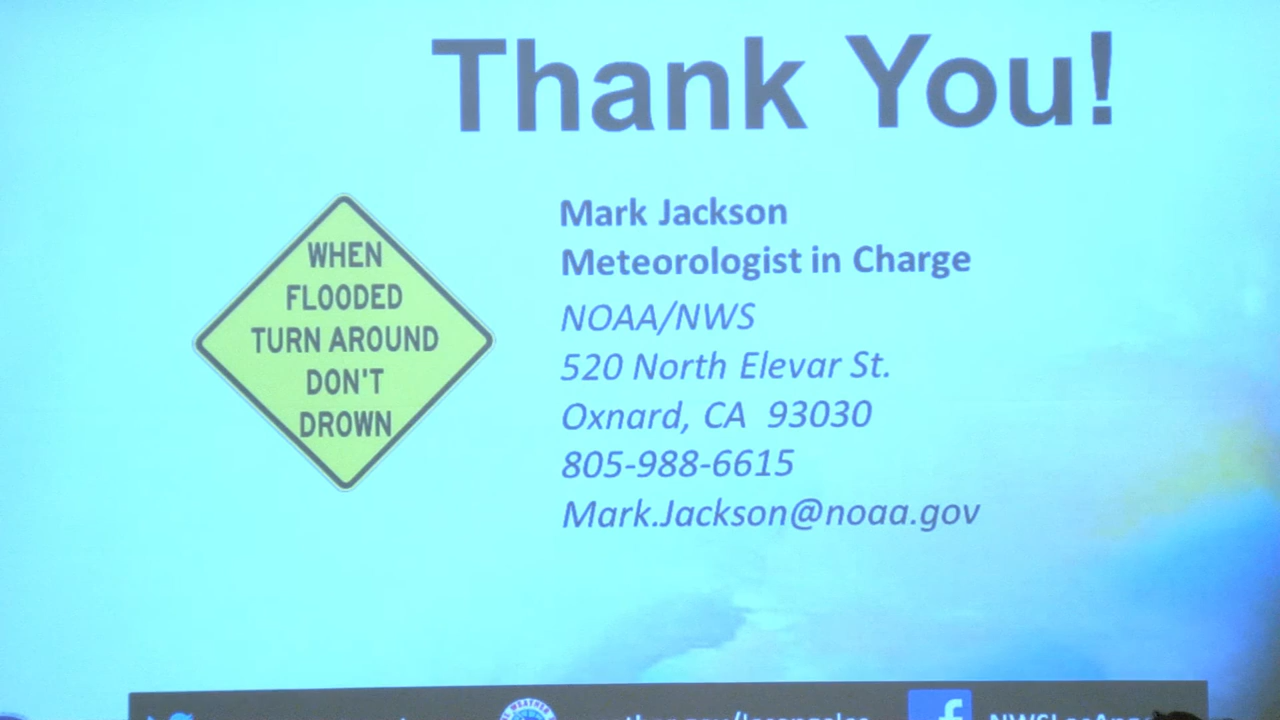 Thank You!
WHEN
FLOODED
TURN AROUND
DON'T
DROWN
Mark Jackson
Meteorologist in Charge
NOAA/NWS
520 North Elevar St.
Oxnard, CA 93030
805-988-6615
Mark.Jackson@noaa.gov